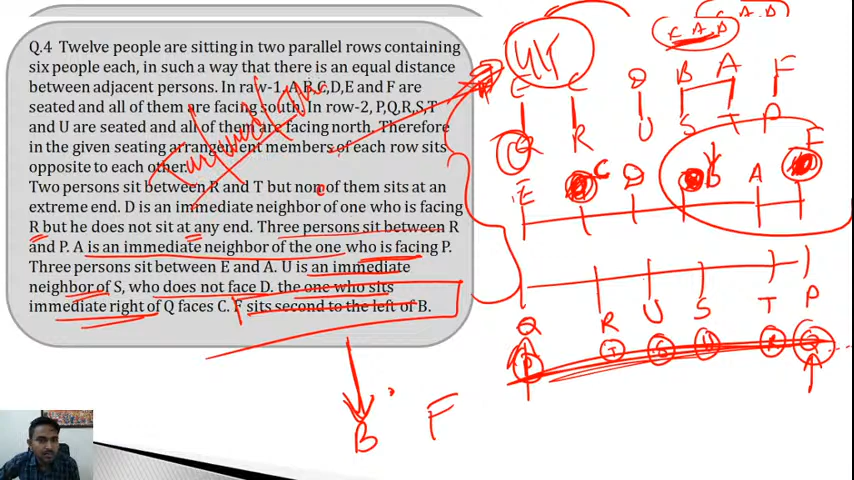 Q.4 Twelve people are sitting in two parallel rows containing
six people each, in such a way that there is an equal distance
between adjacent persons. In raw-1, A,B,C,D,E and F are
seated and all of them are facing south. In row-2, P,Q,R,S,T
and U are seated and all of them are facing north. Therefore
in the given seating arrangement members of each row sits
opposite to each other.
Two persons sit between R and T but none of them sits at an
extreme end. D is an immediate neighbor of one who is facing
R but he does not sit at any end. Three persons sit between R
and P. A is an immediate neighbor of the one who is facing P.
Three persons sit between E and A. U is an immediate
neighbor of S, who does not face D. the one who sits
immediate right of Q faces C. F sits second to the left of B.
C A D
D B A F
Q R U S T P
E C D B A F
Q R U S T P
P T S U R Q
B F